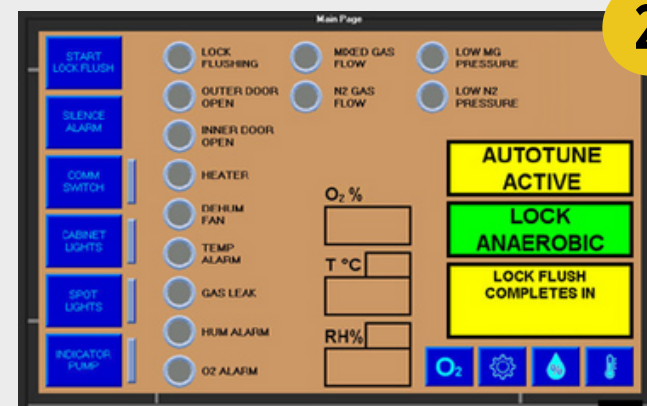 Main Page
2
START
LOCK FLUSH
SILENCE
ALARM
COMM
SWITCH
CABINET
LIGHTS
SPOT
LIGHTS
INDICATOR
PUMP
LOCK
FLUSHING
OUTER DOOR
OPEN
INNER DOOR
OPEN
HEATER
DEHUM
FAN
TEMP
ALARM
GAS LEAK
HUM ALARM
O2 ALARM
MIXED GAS
FLOW
N2 GAS
FLOW
LOW MG
PRESSURE
LOW N2
PRESSURE
O₂ %
T °C
RH%
AUTOTUNE
ACTIVE
LOCK
ANAEROBIC
LOCK FLUSH
COMPLETES IN
O₂